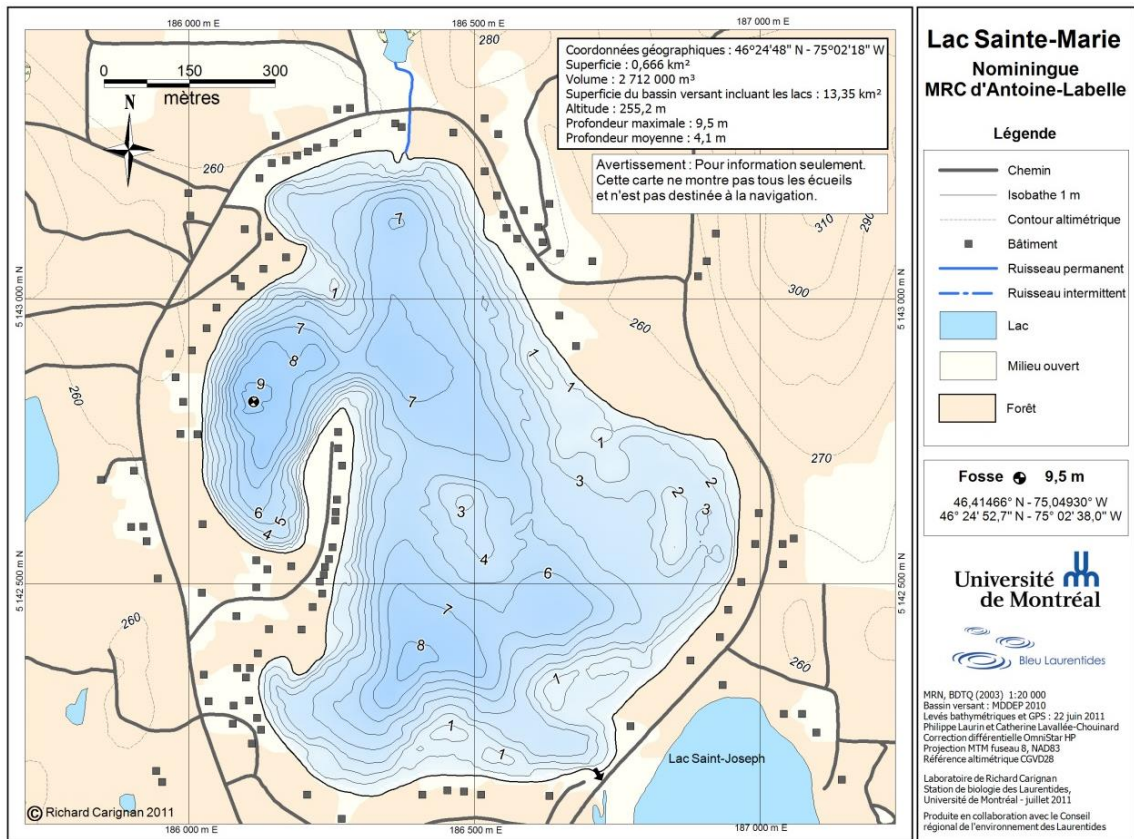 186 000 m E
186 500 m E
187 000 m E
Coordonnées géographiques : 46°24'48" N - 75°02'18" W
Superficie : 0,666 km²
Volume : 2 712 000 m³
Superficie du bassin versant incluant les lacs : 13,35 km²
Altitude : 255,2 m
Profondeur maximale : 9,5 m
Profondeur moyenne : 4,1 m
Avertissement : Pour information seulement.
Cette carte ne montre pas tous les écueils
et n'est pas destinée à la navigation.
0 150 300
mètres
N
280
260
310
290
300
260
260
270
260
260
5 143 000 m N
5 143 000 m N
5 142 500 m N
5 142 500 m N
7
1
7
8
9
7
1
1
1
3
2
2
3
3
4
6
5
4
6
7
8
1
1
1
Lac Saint-Joseph
© Richard Carignan 2011
186 000 m E
186 500 m E
187 000 m E
Lac Sainte-Marie
Nominingue
MRC d'Antoine-Labelle
Légende
Chemin
Isobathe 1 m
Contour altimétrique
Bâtiment
Ruisseau permanent
Ruisseau intermittent
Lac
Milieu ouvert
Forêt
Fosse 9,5 m
46,41466° N - 75,04930° W
46° 24' 52,7" N - 75° 02' 38,0" W
Université
de Montréal
Bleu Laurentides
MRN, BDTQ (2003) 1:20 000
Bassin versant : MDDEP 2010
Levés bathymétriques et GPS : 22 juin 2011
Philippe Laurin et Catherine Lavallée-Chouinard
Correction différentielle OmniStar HP
Projection MTM fuseau 8, NAD83
Référence altimétrique CGVD28
Laboratoire de Richard Carignan
Station de biologie des Laurentides,
Université de Montréal - juillet 2011
Produite en collaboration avec le Conseil
régional de l'environnement des Laurentides